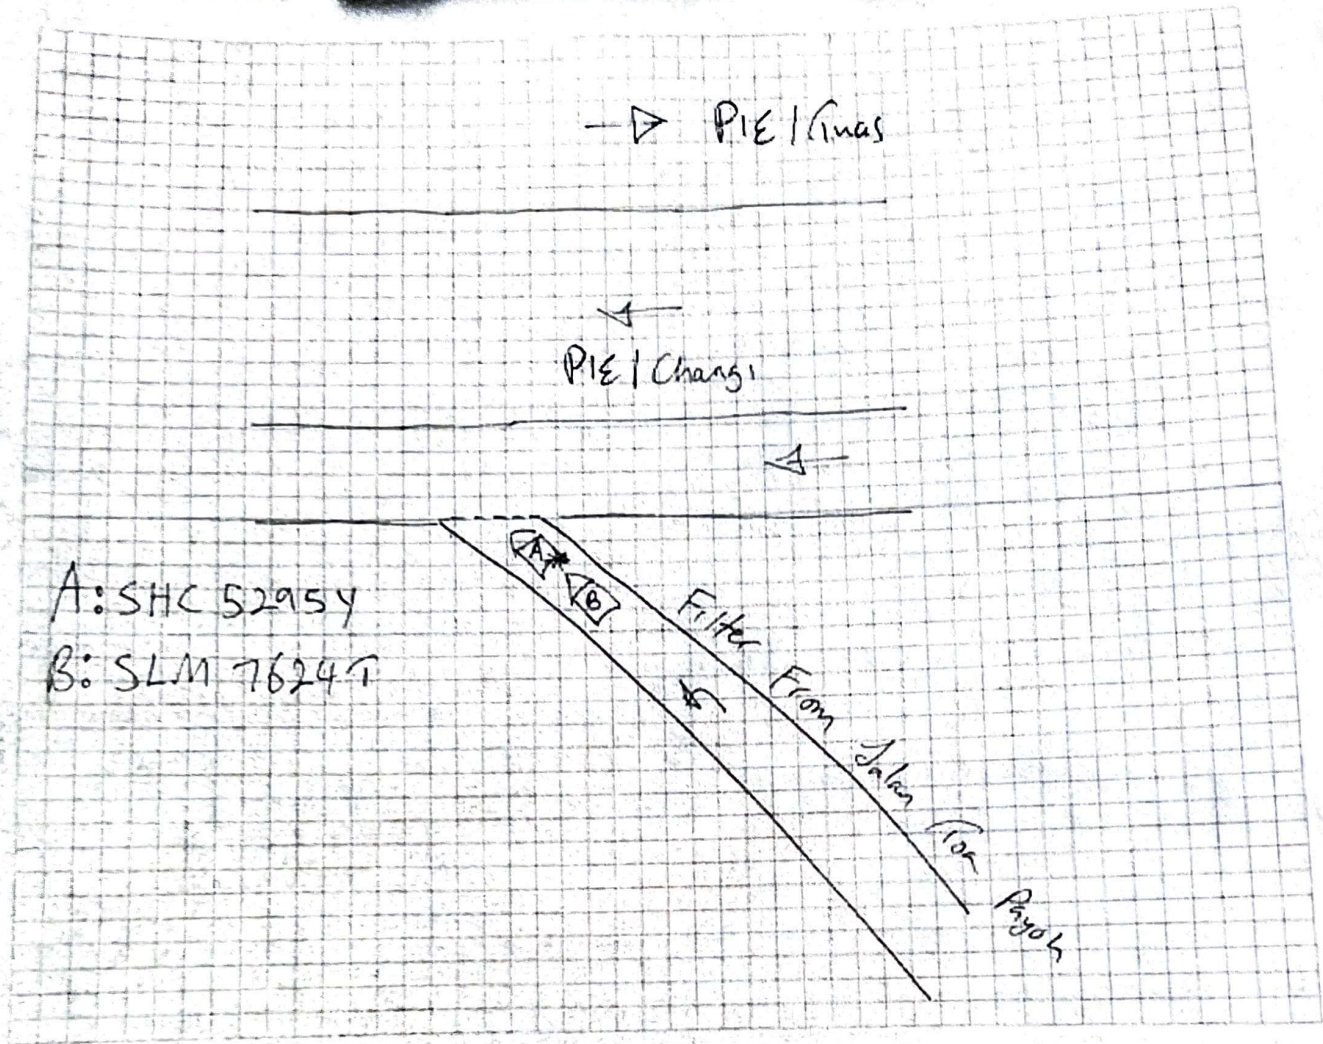 PIE / Tuas
PIE / Changi
A
B
A: SHC 5295Y
B: SLM 7624T
Filter From Jalan Toa Payoh